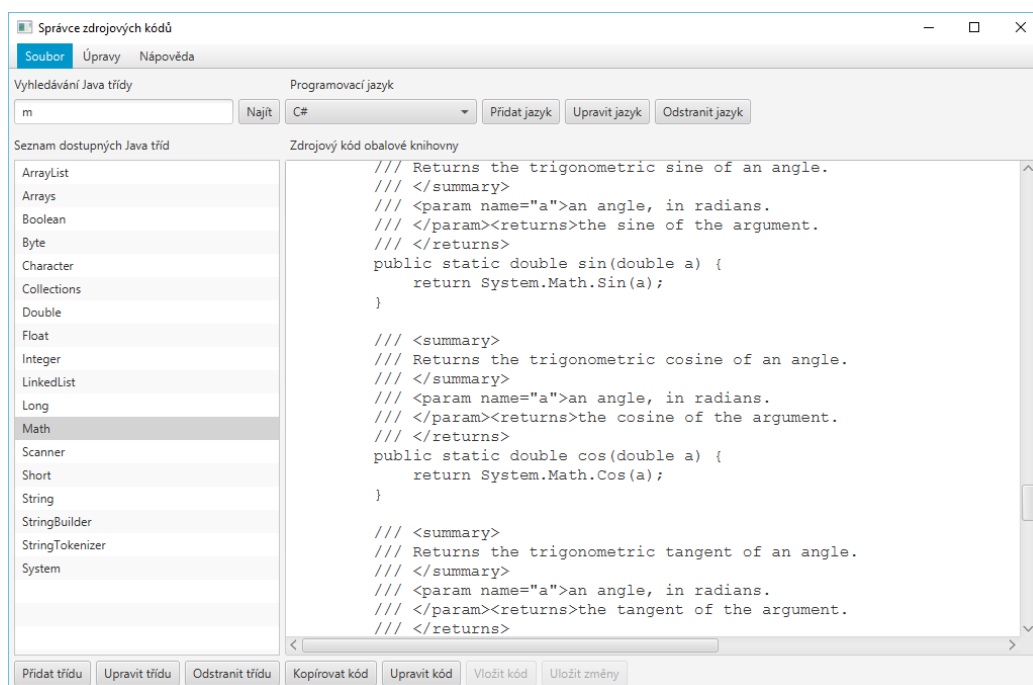 Správce zdrojových kódů
Soubor Úpravy Nápověda
Vyhledávání Java třídy
m Najít
Programovací jazyk
C# Přidat jazyk Upravit jazyk Odstranit jazyk
Seznam dostupných Java tříd
ArrayList
Arrays
Boolean
Byte
Character
Collections
Double
Float
Integer
LinkedList
Long
Math
Scanner
Short
String
StringBuilder
StringTokenizer
System
Přidat třídu Upravit třídu Odstranit třídu
Zdrojový kód obalové knihovny
/// Returns the trigonometric sine of an angle.
/// </summary>
/// <param name="a">an angle, in radians.
/// </param><returns>the sine of the argument.
/// </returns>
public static double sin(double a) {
return System.Math.Sin(a);
}
/// <summary>
/// Returns the trigonometric cosine of an angle.
/// </summary>
/// <param name="a">an angle, in radians.
/// </param><returns>the cosine of the argument.
/// </returns>
public static double cos(double a) {
return System.Math.Cos(a);
}
/// <summary>
/// Returns the trigonometric tangent of an angle.
/// </summary>
/// <param name="a">an angle, in radians.
/// </param><returns>the tangent of the argument.
/// </returns>
Kopírovat kód Upravit kód Vložit kód Uložit změny